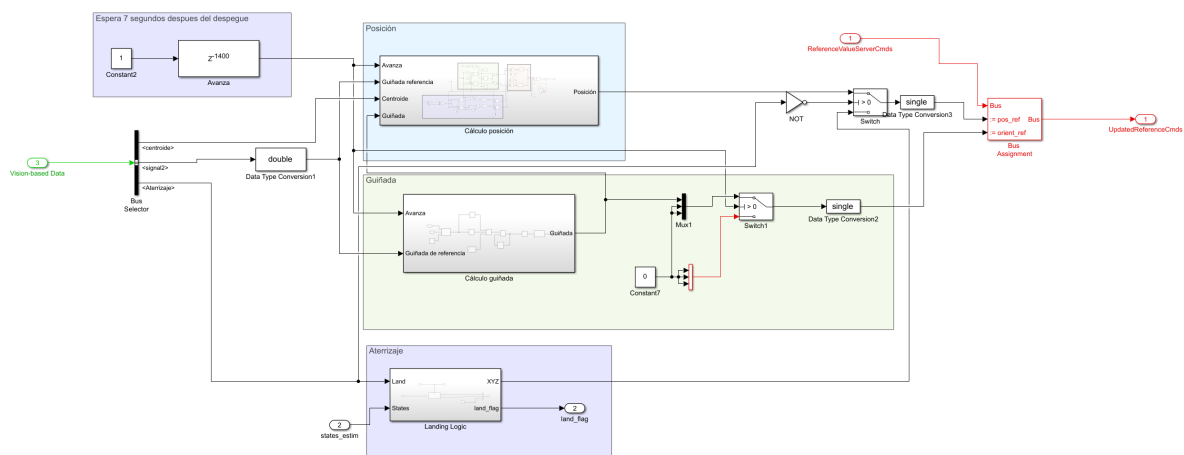 Espera 7 segundos despues del despegue
1
Constant2
Z-1400
Avanza
Posición
Avanza
Guiñada referencia
Centroide
Guiñada
Posición
Cálculo posición
1
ReferenceValueServerCmds
NOT
> 0
Switch
single
Data Type Conversion3
Bus
:= pos_ref
:= orient_ref
Bus
Bus
Assignment
1
UpdatedReferenceCmds
3
Vision-based Data
<centroide>
<signal2>
<Aterrizaje>
Bus
Selector
double
Data Type Conversion1
Guiñada
Avanza
Guiñada de referencia
Guiñada
Cálculo guiñada
Mux1
> 0
Switch1
single
Data Type Conversion2
0
Constant7
Aterrizaje
Land
States
XYZ
land_flag
Landing Logic
2
states_estim
2
land_flag